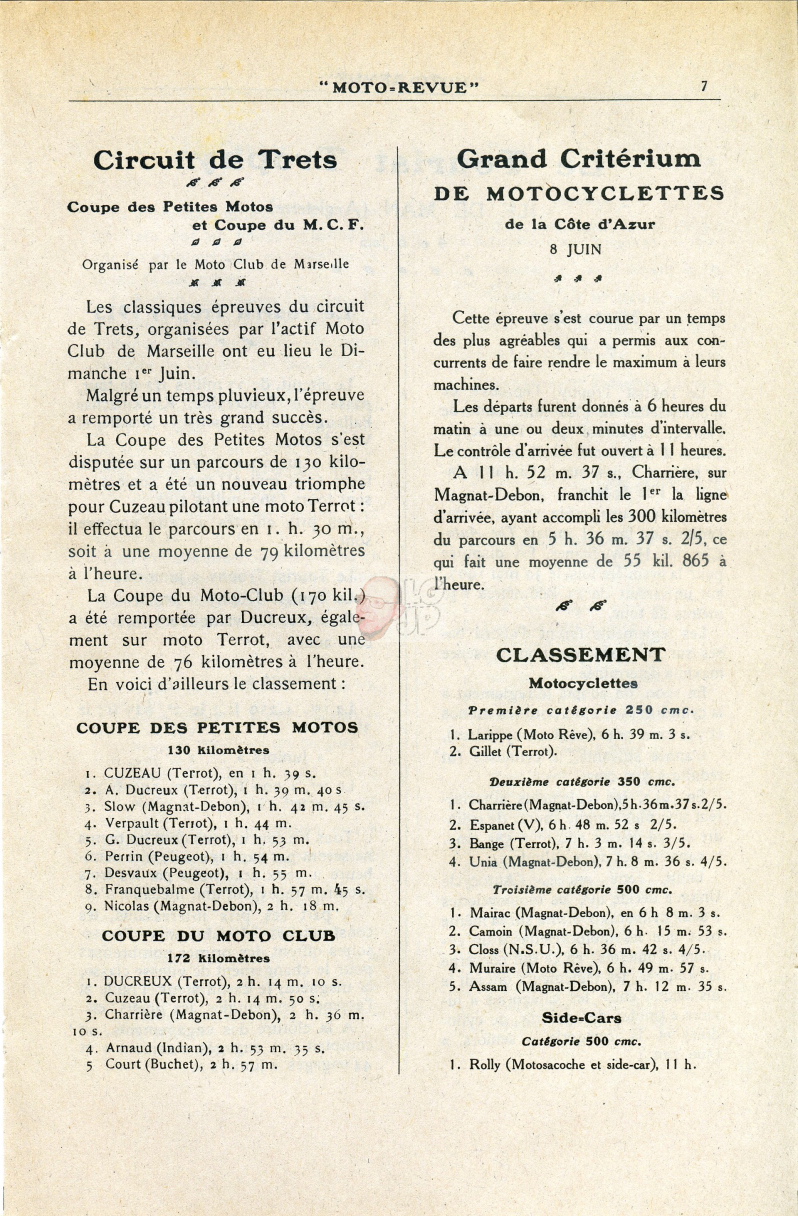 "MOTO=REVUE"
7
Circuit de Trets
Coupe des Petites Motos
et Coupe du M. C. F.
Organisé par le Moto Club de Marseille
Les classiques épreuves du circuit
de Trets, organisées par l'actif Moto
Club de Marseille ont eu lieu le Di-
manche 1er Juin.
Malgré un temps pluvieux, l'épreuve
a remporté un très grand succès.
La Coupe des Petites Motos s'est
disputée sur un parcours de 130 kilo-
mètres et a été un nouveau triomphe
pour Cuzeau pilotant une moto Terrot :
il effectua le parcours en 1. h. 30 m.,
soit à une moyenne de 79 kilomètres
à l'heure.
La Coupe du Moto-Club (170 kil.)
a été remportée par Ducreux, égale-
ment sur moto Terrot, avec une
moyenne de 76 kilomètres à l'heure.
En voici d'ailleurs le classement :
COUPE DES PETITES MOTOS
130 Kilomètres
1. CUZEAU (Terrot), en 1 h. 39 s.
2. A. Ducreux (Terrot), 1 h. 39 m. 40 s
3. Slow (Magnat-Debon), 1 h. 42 m. 45 s.
4. Verpault (Terrot), 1 h. 44 m.
5. G. Ducreux (Terrot), 1 h. 53 m.
6. Perrin (Peugeot), 1 h. 54 m.
7. Desvaux (Peugeot), 1 h. 55 m.
8. Franquebalme (Terrot), 1 h. 57 m. 45 s.
9. Nicolas (Magnat-Debon), 2 h. 18 m.
COUPE DU MOTO CLUB
172 Kilomètres
1. DUCREUX (Terrot), 2 h. 14 m. 10 s.
2. Cuzeau (Terrot), 2 h. 14 m. 50 s.
3. Charrière (Magnat-Debon), 2 h. 36 m.
10 s.
4. Arnaud (Indian), 2 h. 53 m. 35 s.
5 Court (Buchet), 2 h. 57 m.
Grand Critérium
DE MOTOCYCLETTES
de la Côte d'Azur
8 JUIN
Cette épreuve s'est courue par un temps
des plus agréables qui a permis aux con-
currents de faire rendre le maximum à leurs
machines.
Les départs furent donnés à 6 heures du
matin à une ou deux minutes d'intervalle.
Le contrôle d'arrivée fut ouvert à 11 heures.
A 11 h. 52 m. 37 s., Charrière, sur
Magnat-Debon, franchit le 1er la ligne
d'arrivée, ayant accompli les 300 kilomètres
du parcours en 5 h. 36 m. 37 s. 2/5, ce
qui fait une moyenne de 55 kil. 865 à
l'heure.
CLASSEMENT
Motocyclettes
Première catégorie 250 cmc.
1. Larippe (Moto Rêve), 6 h. 39 m. 3 s.
2. Gillet (Terrot).
Deuxième catégorie 350 cmc.
1. Charrière (Magnat-Debon), 5 h. 36 m. 37 s. 2/5.
2. Espanet (V), 6 h. 48 m. 52 s 2/5.
3. Bange (Terrot), 7 h. 3 m. 14 s. 3/5.
4. Unia (Magnat-Debon), 7 h. 8 m. 36 s. 4/5.
Troisième catégorie 500 cmc.
1. Mairac (Magnat-Debon), en 6 h 8 m. 3 s.
2. Camoin (Magnat-Debon), 6 h. 15 m. 53 s.
3. Closs (N.S.U.), 6 h. 36 m. 42 s. 4/5.
4. Muraire (Moto Rêve), 6 h. 49 m. 57 s.
5. Assam (Magnat-Debon), 7 h. 12 m. 35 s.
Side=Cars
Catégorie 500 cmc.
1. Rolly (Motosacoche et side-car), 11 h.